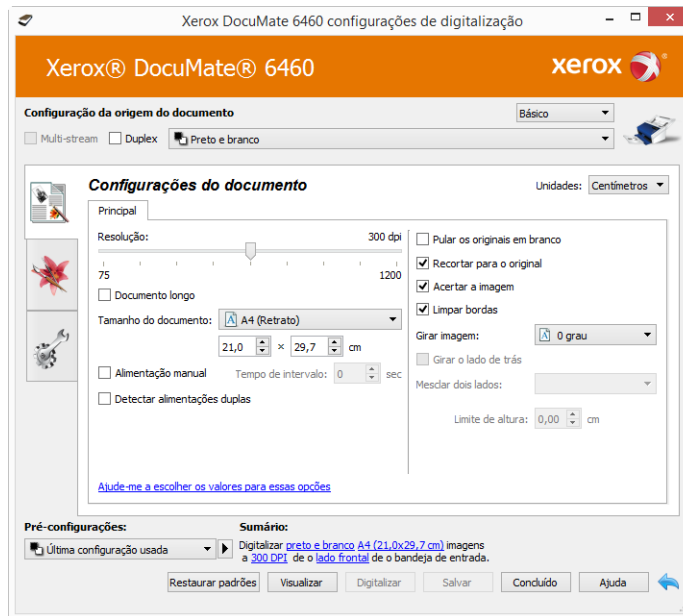 Xerox DocuMate 6460 configurações de digitalização
Xerox® DocuMate® 6460
xerox
Configuração da origem do documento
Básico
Multi-stream
Duplex
Preto e branco
Configurações do documento
Unidades: Centímetros
Principal
Resolução: 300 dpi
75 1200
Documento longo
Tamanho do documento: A4 (Retrato)
21,0 × 29,7 cm
Alimentação manual Tempo de intervalo: 0 sec
Detectar alimentações duplas
Ajude-me a escolher os valores para essas opções
Pular os originais em branco
Recortar para o original
Acertar a imagem
Limpar bordas
Girar imagem: 0 grau
Girar o lado de trás
Mesclar dois lados:
Limite de altura: 0,00 cm
Pré-configurações:
Última configuração usada
Sumário:
Digitalizar preto e branco A4 (21,0x29,7 cm) imagens
a 300 DPI de o lado frontal de o bandeja de entrada.
Restaurar padrões Visualizar Digitalizar Salvar Concluído Ajuda